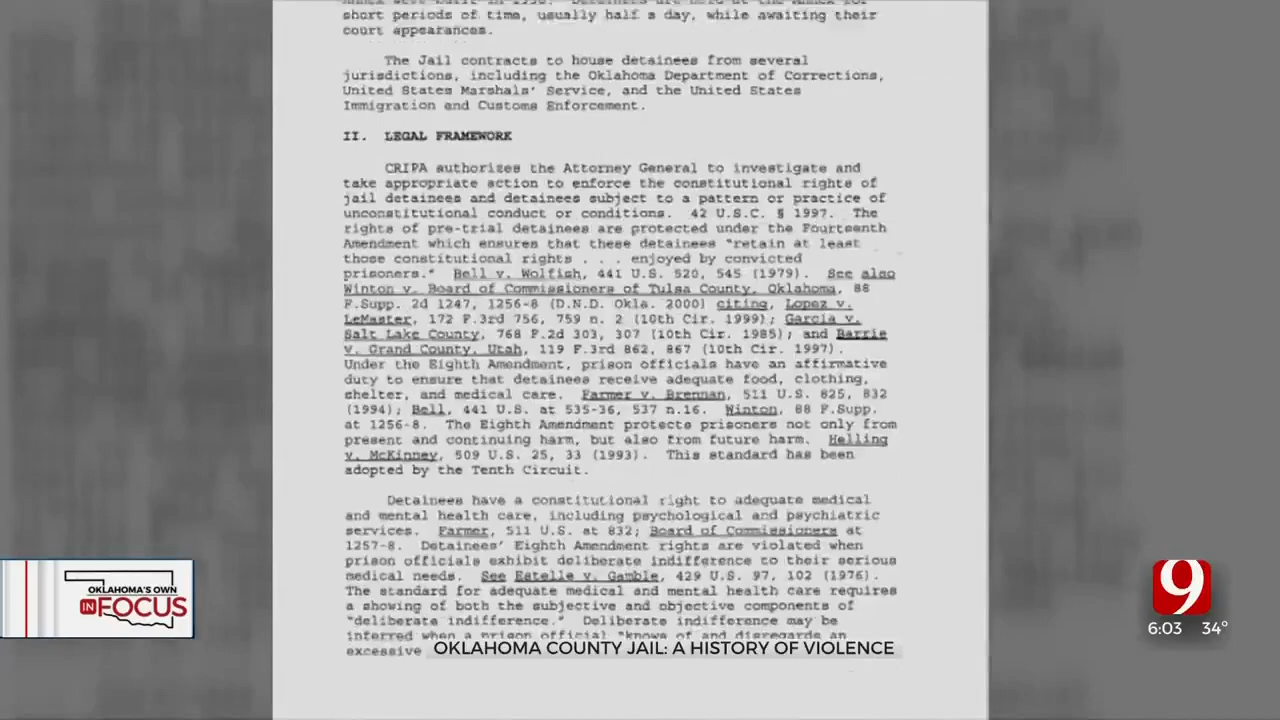 short periods of time, usually half a day, while awaiting their
court appearances.
The Jail contracts to house detainees from several
jurisdictions, including the Oklahoma Department of Corrections,
United States Marshals' Service, and the United States
Immigration and Customs Enforcement.
II. LEGAL FRAMEWORK
CRIPA authorizes the Attorney General to investigate and
take appropriate action to enforce the constitutional rights of
jail detainees and detainees subject to a pattern or practice of
unconstitutional conduct or conditions. 42 U.S.C. § 1997. The
rights of pre-trial detainees are protected under the Fourteenth
Amendment which ensures that these detainees "retain at least
those constitutional rights . . . enjoyed by convicted
prisoners." Bell v. Wolfish, 441 U.S. 520, 545 (1979). See also
Winton v. Board of Commissioners of Tulsa County, Oklahoma, 88
F.Supp. 2d 1247, 1256-8 (D.N.D. Okla. 2000) citing, Lopez v.
LeMaster, 172 F.3rd 756, 759 n. 2 (10th Cir. 1999); Garcia v.
Salt Lake County, 768 F.2d 303, 307 (10th Cir. 1985); and Barrie
v. Grand County, Utah, 119 F.3rd 862, 867 (10th Cir. 1997).
Under the Eighth Amendment, prison officials have an affirmative
duty to ensure that detainees receive adequate food, clothing,
shelter, and medical care. Farmer v. Brennan, 511 U.S. 825, 832
(1994); Bell, 441 U.S. at 535-36, 537 n.16. Winton, 88 F.Supp.
at 1256-8. The Eighth Amendment protects prisoners not only from
present and continuing harm, but also from future harm. Helling
v. McKinney, 509 U.S. 25, 33 (1993). This standard has been
adopted by the Tenth Circuit.
Detainees have a constitutional right to adequate medical
and mental health care, including psychological and psychiatric
services. Farmer, 511 U.S. at 832; Board of Commissioners at
1257-8. Detainees' Eighth Amendment rights are violated when
prison officials exhibit deliberate indifference to their serious
medical needs. See Estelle v. Gamble, 429 U.S. 97, 102 (1976).
The standard for adequate medical and mental health care requires
a showing of both the subjective and objective components of
"deliberate indifference." Deliberate indifference may be
inferred when a prison official "knows of and disregards an
excessive
OKLAHOMA COUNTY JAIL: A HISTORY OF VIOLENCE
OKLAHOMA'S OWN
IN FOCUS
9
6:03 34°